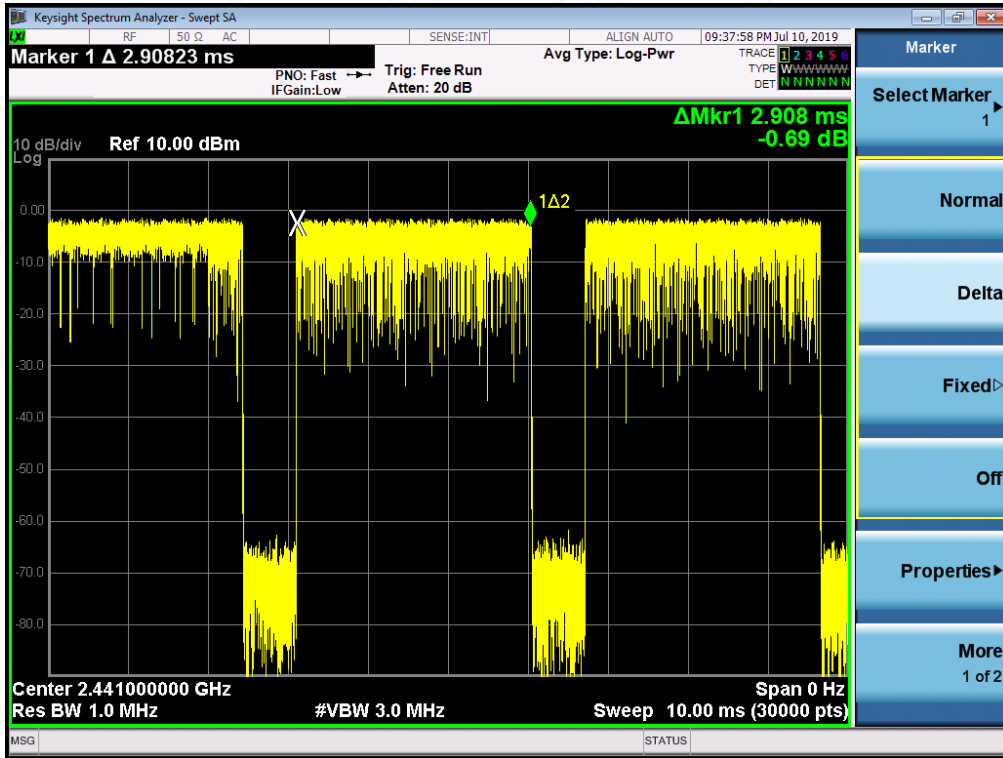 Keysight Spectrum Analyzer - Swept SA
LXI RF 50 Ω AC SENSE:INT ALIGN AUTO 09:37:58 PM Jul 10, 2019
Marker 1 Δ 2.90823 ms
PNO: Fast
IFGain:Low
Trig: Free Run
Atten: 20 dB
Avg Type: Log-Pwr
TRACE 1 2 3 4 5 6
TYPE WWWWWW
DET N N N N N N
ΔMkr1 2.908 ms
-0.69 dB
10 dB/div Ref 10.00 dBm
Log
1Δ2
0.00
-10.0
-20.0
-30.0
-40.0
-50.0
-60.0
-70.0
-80.0
Center 2.441000000 GHz Span 0 Hz
Res BW 1.0 MHz #VBW 3.0 MHz Sweep 10.00 ms (30000 pts)
MSG STATUS
Marker
Select Marker
1
Normal
Delta
Fixed
Off
Properties
More
1 of 2